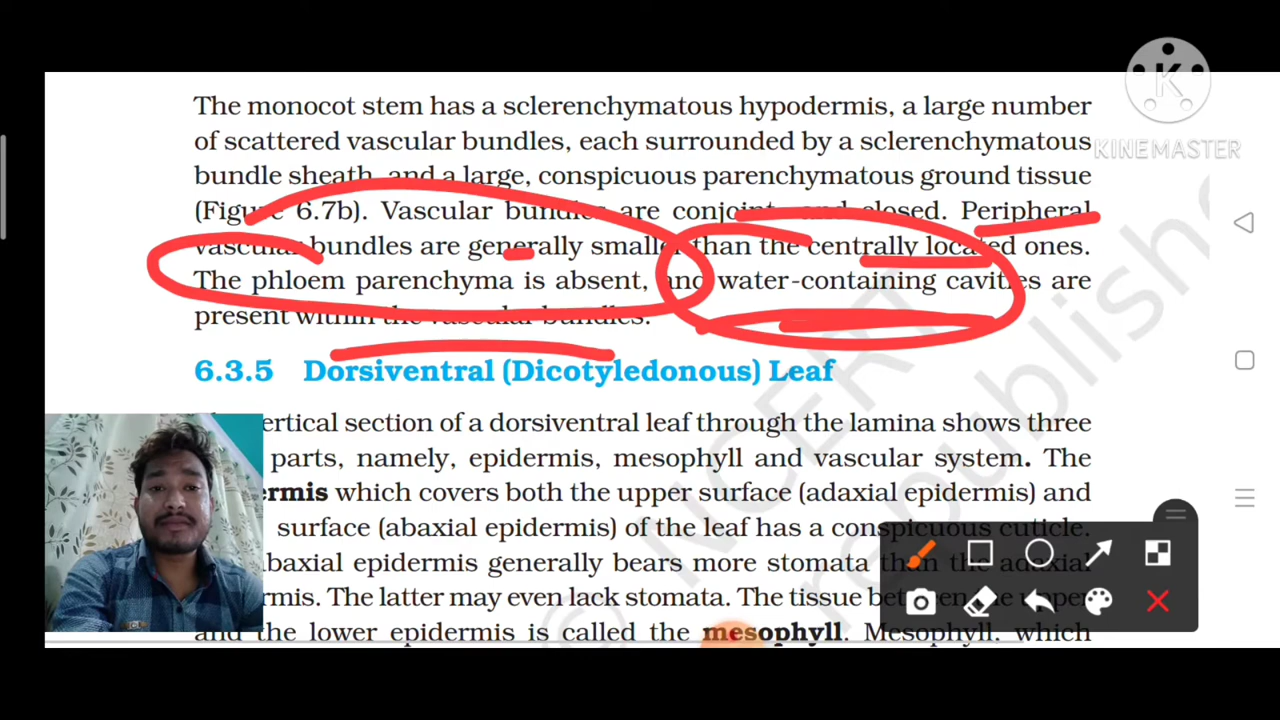 The monocot stem has a sclerenchymatous hypodermis, a large number
of scattered vascular bundles, each surrounded by a sclerenchymatous
bundle sheath, and a large, conspicuous parenchymatous ground tissue
(Figure 6.7b). Vascular bundles are conjoint and closed. Peripheral
vascular bundles are generally smaller than the centrally located ones.
The phloem parenchyma is absent, and water-containing cavities are
present within the vascular bundles.
6.3.5 Dorsiventral (Dicotyledonous) Leaf
ertical section of a dorsiventral leaf through the lamina shows three
parts, namely, epidermis, mesophyll and vascular system. The
ermis which covers both the upper surface (adaxial epidermis) and
surface (abaxial epidermis) of the leaf has a conspicuous cuticle.
baxial epidermis generally bears more stomata than the adaxial
rmis. The latter may even lack stomata. The tissue between the upper
and the lower epidermis is called the mesophyll. Mesophyll, which
K
KINEMASTER
© NCERT
republishe